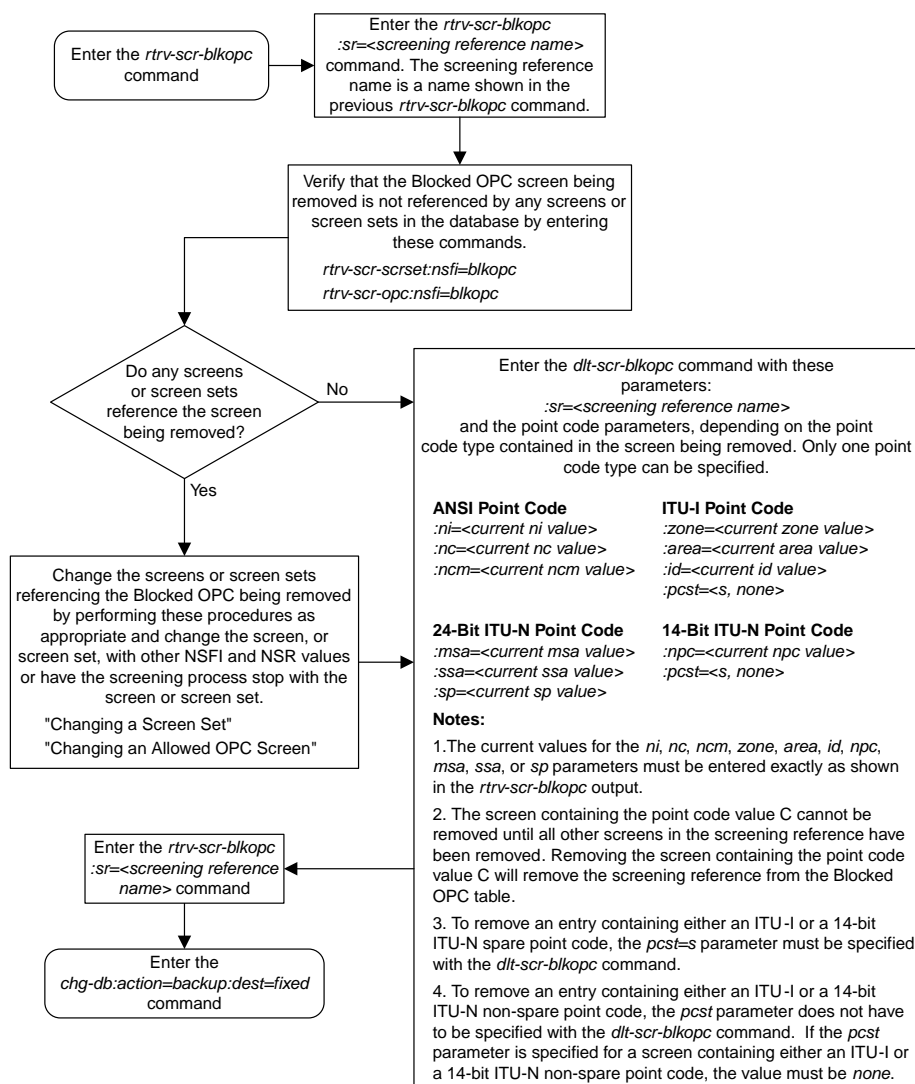 Enter the rtrv-scr-blkopc
command
Enter the rtrv-scr-blkopc
:sr=<screening reference name>
command. The screening reference
name is a name shown in the
previous rtrv-scr-blkopc command.
Verify that the Blocked OPC screen being
removed is not referenced by any screens or
screen sets in the database by entering
these commands.
rtrv-scr-scrset:nsfi=blkopc
rtrv-scr-opc:nsfi=blkopc
Do any screens
or screen sets
reference the screen
being removed?
No
Yes
Change the screens or screen sets
referencing the Blocked OPC being removed
by performing these procedures as
appropriate and change the screen, or
screen set, with other NSFI and NSR values
or have the screening process stop with the
screen or screen set.
"Changing a Screen Set"
"Changing an Allowed OPC Screen"
Enter the dlt-scr-blkopc command with these
parameters:
:sr=<screening reference name>
and the point code parameters, depending on the point
code type contained in the screen being removed. Only one point
code type can be specified.
ANSI Point Code
:ni=<current ni value>
:nc=<current nc value>
:ncm=<current ncm value>
ITU-I Point Code
:zone=<current zone value>
:area=<current area value>
:id=<current id value>
:pcst=<s, none>
24-Bit ITU-N Point Code
:msa=<current msa value>
:ssa=<current ssa value>
:sp=<current sp value>
14-Bit ITU-N Point Code
:npc=<current npc value>
:pcst=<s, none>
Notes:
1.The current values for the ni, nc, ncm, zone, area, id, npc,
msa, ssa, or sp parameters must be entered exactly as shown
in the rtrv-scr-blkopc output.
2. The screen containing the point code value C cannot be
removed until all other screens in the screening reference have
been removed. Removing the screen containing the point code
value C will remove the screening reference from the Blocked
OPC table.
3. To remove an entry containing either an ITU-I or a 14-bit
ITU-N spare point code, the pcst=s parameter must be specified
with the dlt-scr-blkopc command.
4. To remove an entry containing either an ITU-I or a 14-bit
ITU-N non-spare point code, the pcst parameter does not have
to be specified with the dlt-scr-blkopc command.  If the pcst
parameter is specified for a screen containing either an ITU-I or
a 14-bit ITU-N non-spare point code, the value must be none.
Enter the rtrv-scr-blkopc
:sr=<screening reference
name> command
Enter the
chg-db:action=backup:dest=fixed
command